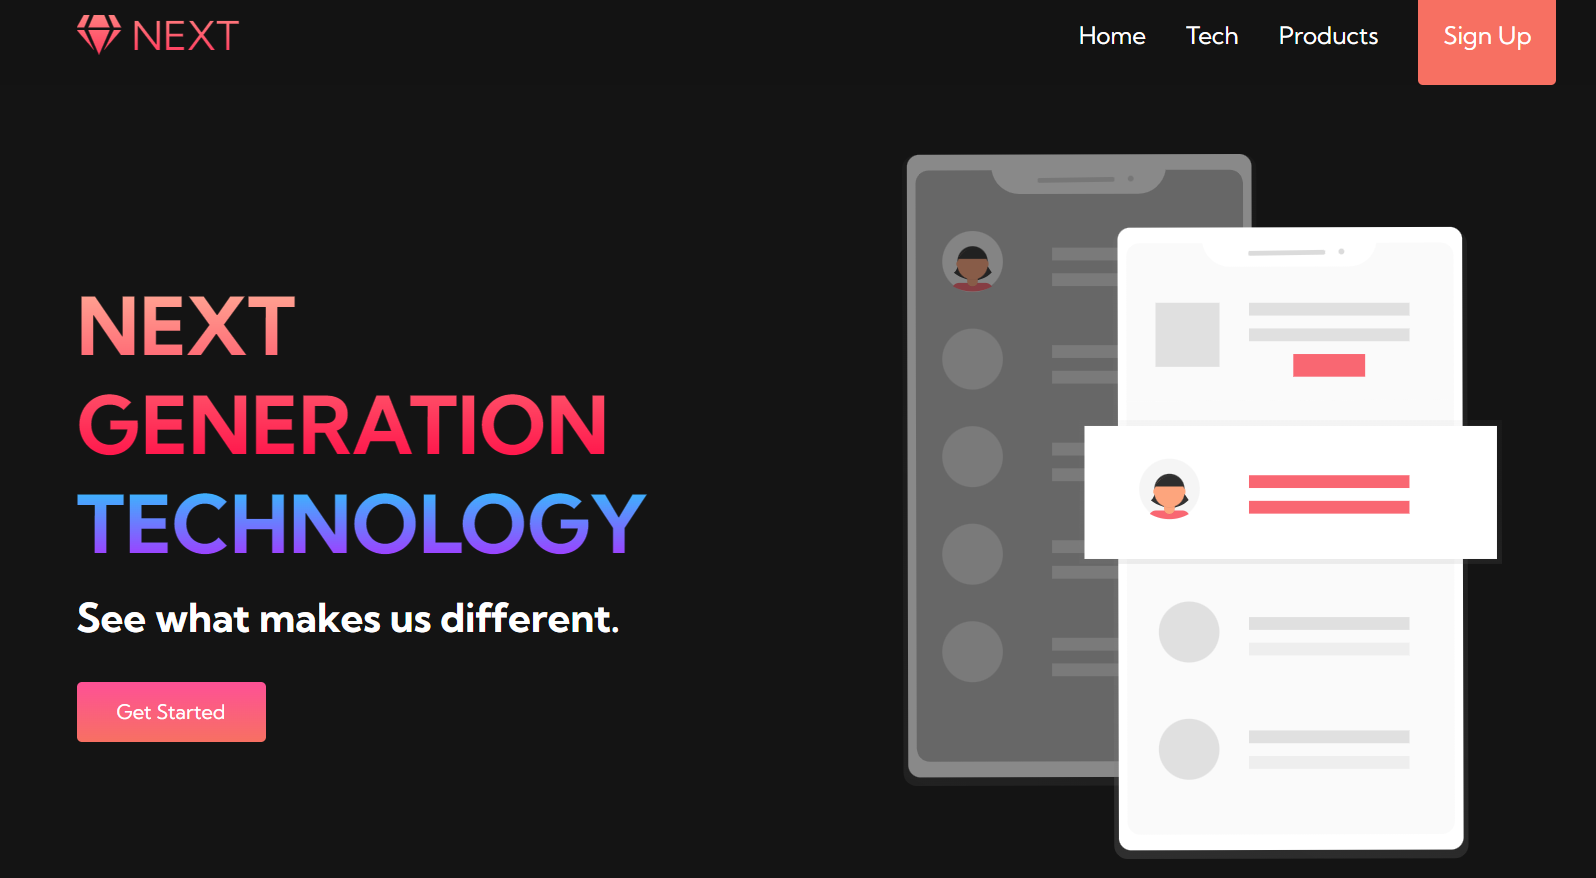 NEXT
Home
Tech
Products
Sign Up
NEXT
GENERATION
TECHNOLOGY
See what makes us different.
Get Started